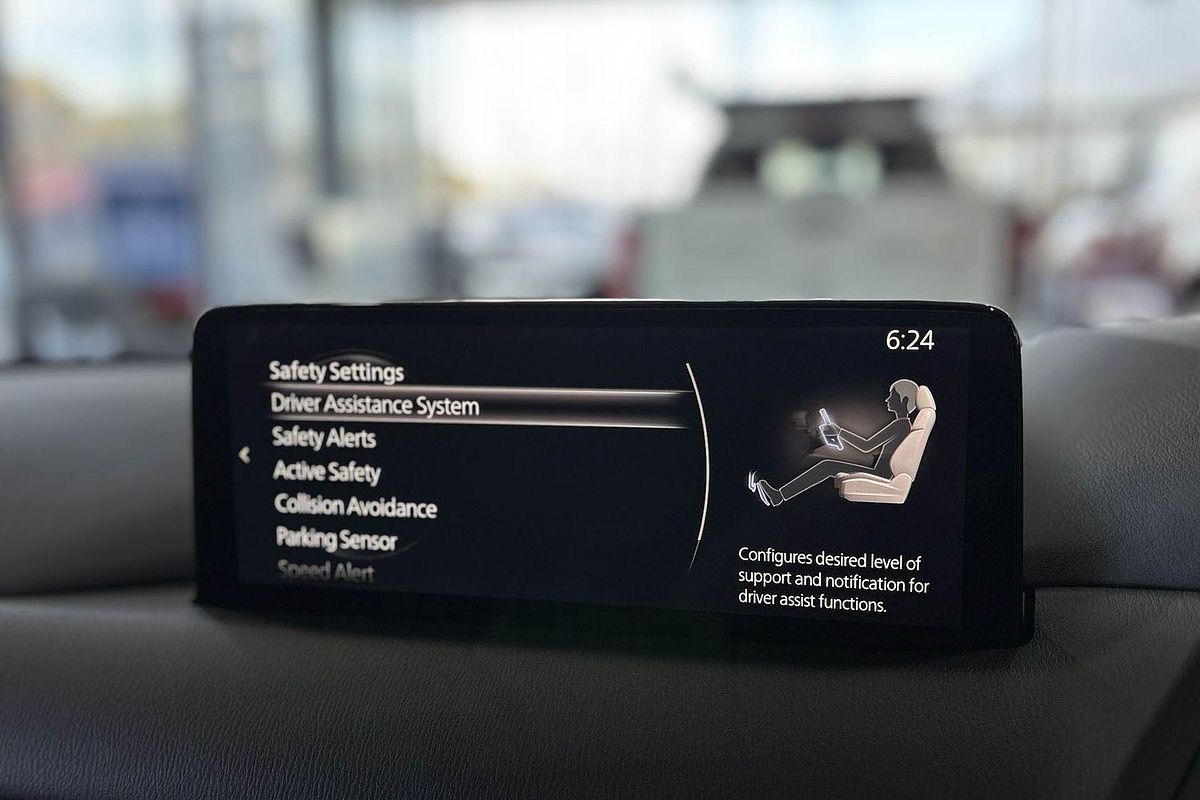 6:24
Safety Settings
Driver Assistance System
Safety Alerts
Active Safety
Collision Avoidance
Parking Sensor
Speed Alert
Configures desired level of
support and notification for
driver assist functions.